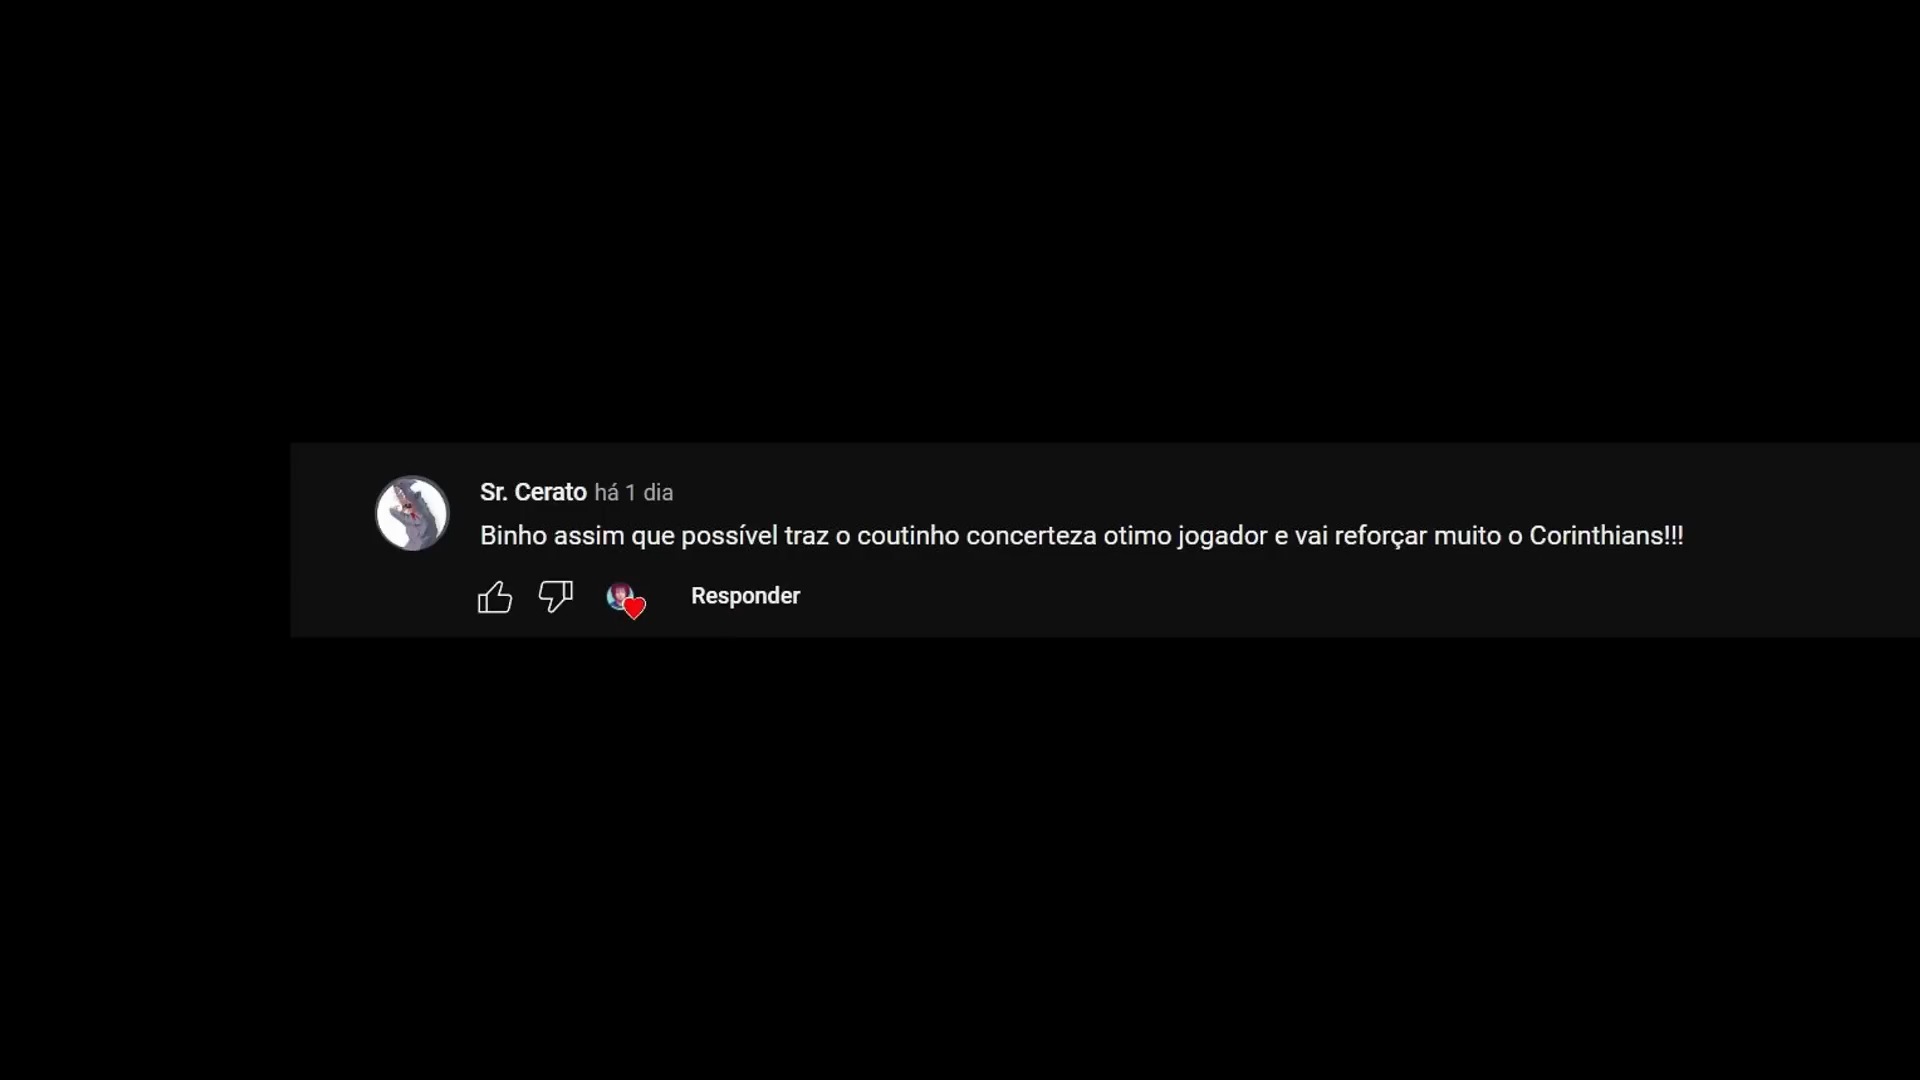 Sr. Cerato há 1 dia
Binho assim que possível traz o coutinho concerteza otimo jogador e vai reforçar muito o Corinthians!!!
Responder